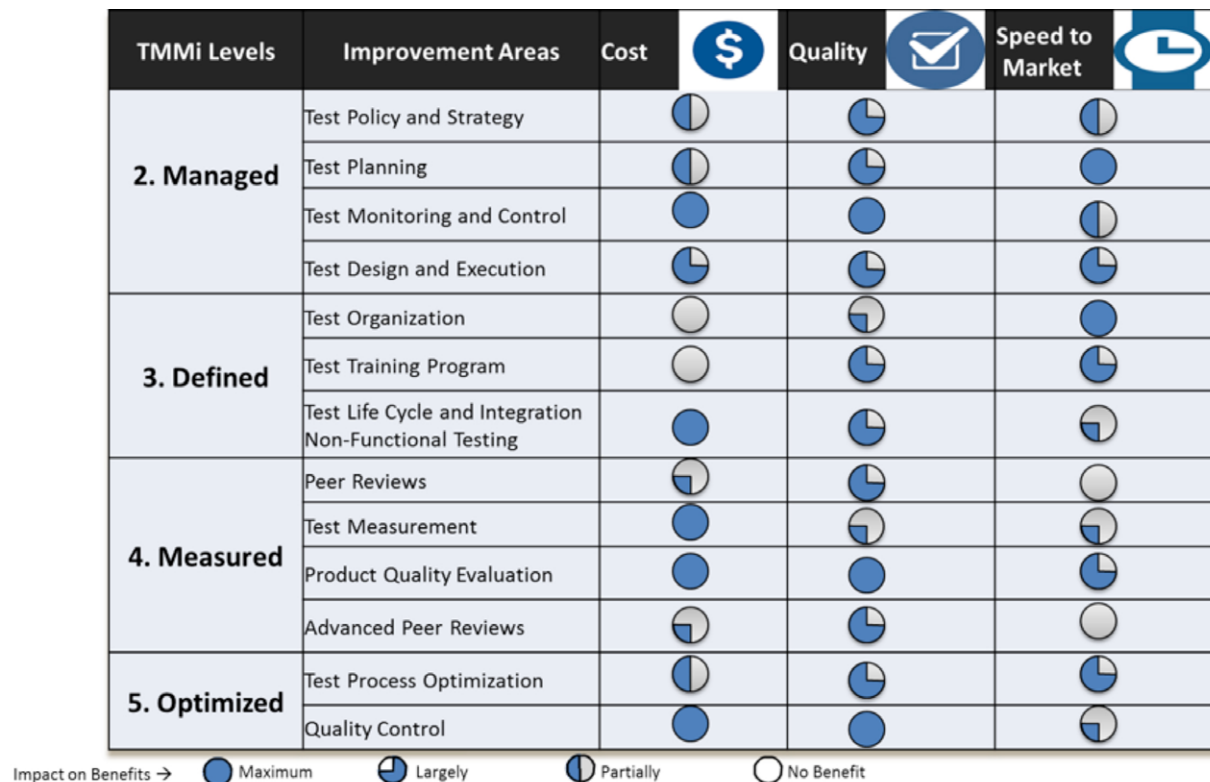 TMMi Levels Improvement Areas Cost $ Quality Speed to
Market
2. Managed
Test Policy and Strategy
Test Planning
Test Monitoring and Control
Test Design and Execution
3. Defined
Test Organization
Test Training Program
Test Life Cycle and Integration
Non-Functional Testing
4. Measured
Peer Reviews
Test Measurement
Product Quality Evaluation
Advanced Peer Reviews
5. Optimized
Test Process Optimization
Quality Control
Impact on Benefits → Maximum Largely Partially No Benefit